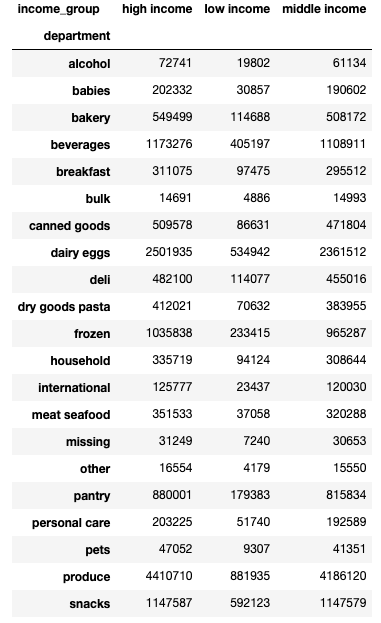 income_group high income low income middle income
department
alcohol 72741 19802 61134
babies 202332 30857 190602
bakery 549499 114688 508172
beverages 1173276 405197 1108911
breakfast 311075 97475 295512
bulk 14691 4886 14993
canned goods 509578 86631 471804
dairy eggs 2501935 534942 2361512
deli 482100 114077 455016
dry goods pasta 412021 70632 383955
frozen 1035838 233415 965287
household 335719 94124 308644
international 125777 23437 120030
meat seafood 351533 37058 320288
missing 31249 7240 30653
other 16554 4179 15550
pantry 880001 179383 815834
personal care 203225 51740 192589
pets 47052 9307 41351
produce 4410710 881935 4186120
snacks 1147587 592123 1147579